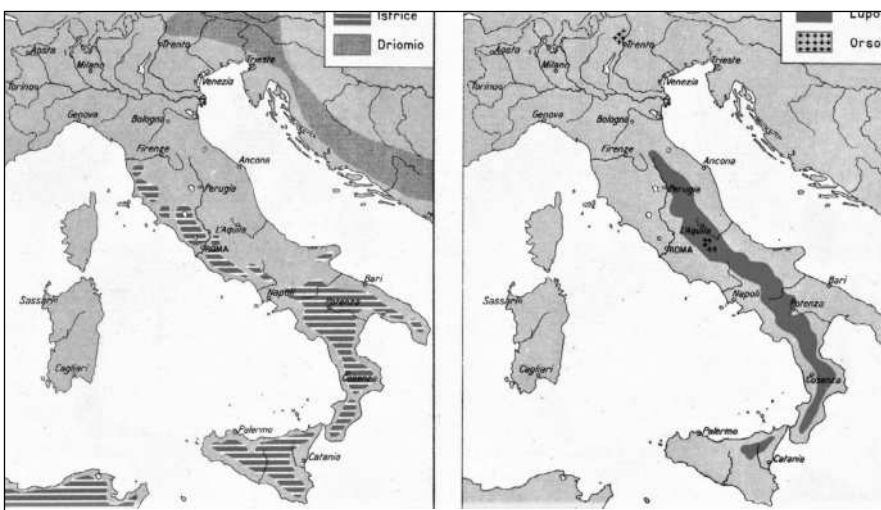 Istrice
Driomio
Aosta
Trento
Trieste
Milano
Venezia
Torino
Genova
Bologna
Firenze
Ancona
Perugia
L'Aquila
ROMA
Bari
Napoli
Potenza
Sassari
Cosenza
Cagliari
Palermo
Catania
Lupo
Orso
Aosta
Trento
Trieste
Milano
Venezia
Torino
Genova
Bologna
Firenze
Ancona
Perugia
L'Aquila
ROMA
Bari
Napoli
Potenza
Sassari
Cosenza
Cagliari
Palermo
Catania